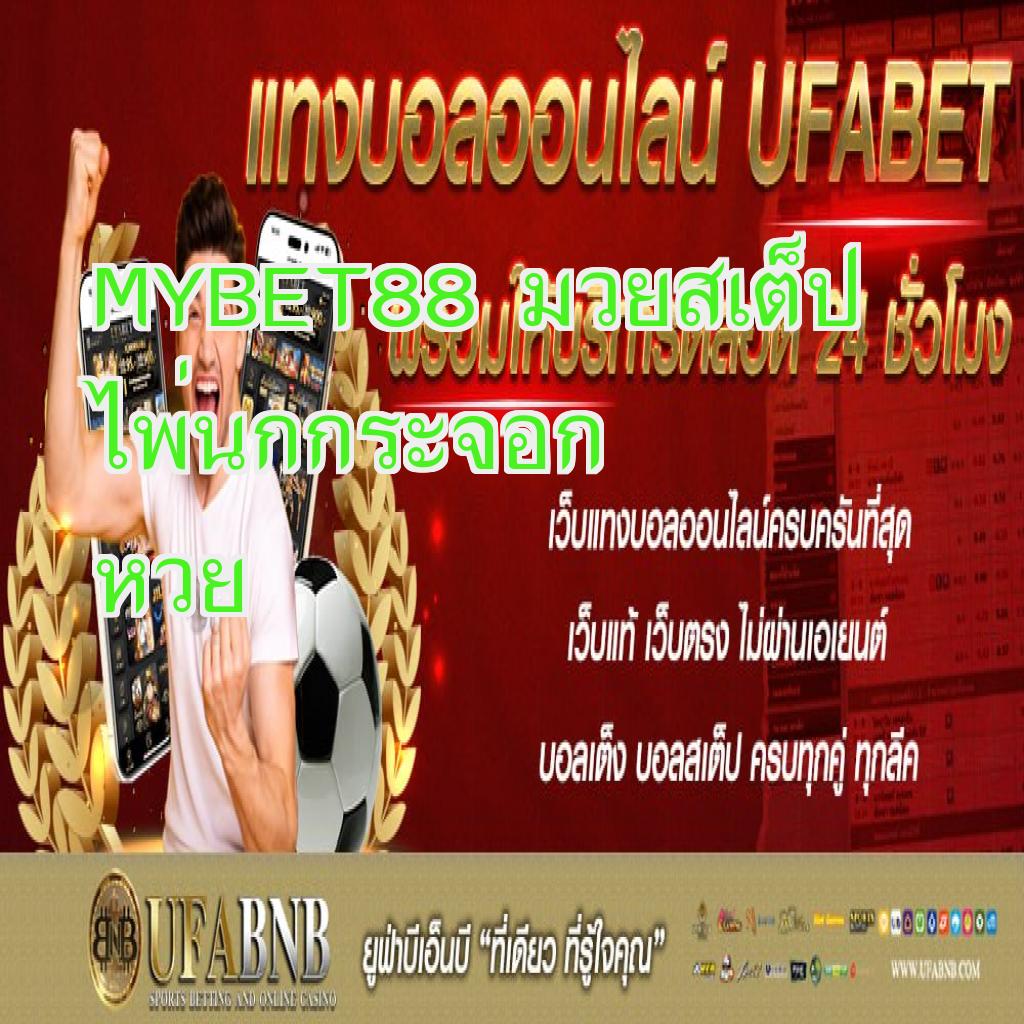 แทงบอลออนไลน์ UFABET
MYBET88 มวยสเต็ป
พร้อมให้บริการตลอด 24 ชั่วโมง
ไพ่นกกระจอก
หวย
เว็บแทงบอลออนไลน์ครบครันที่สุด
เว็บแท้ เว็บตรง ไม่ผ่านเอเยนต์
บอลเต็ง บอลสเต็ป ครบทุกคู่ ทุกลีค
BNB UFABNB
SPORTS BETTING AND ONLINE CASINO
ยูฟ่าบีเอ็นบี “ที่เดียว ที่รู้ใจคุณ”
WWW.UFABNB.COM